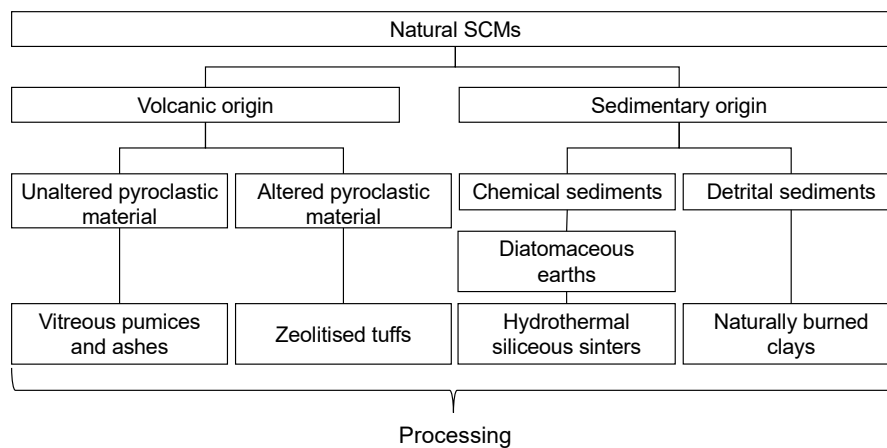 Natural SCMs
Volcanic origin
Sedimentary origin
Unaltered pyroclastic
material
Altered pyroclastic
material
Chemical sediments
Detrital sediments
Diatomaceous
earths
Vitreous pumices
and ashes
Zeolitised tuffs
Hydrothermal
siliceous sinters
Naturally burned
clays
Processing